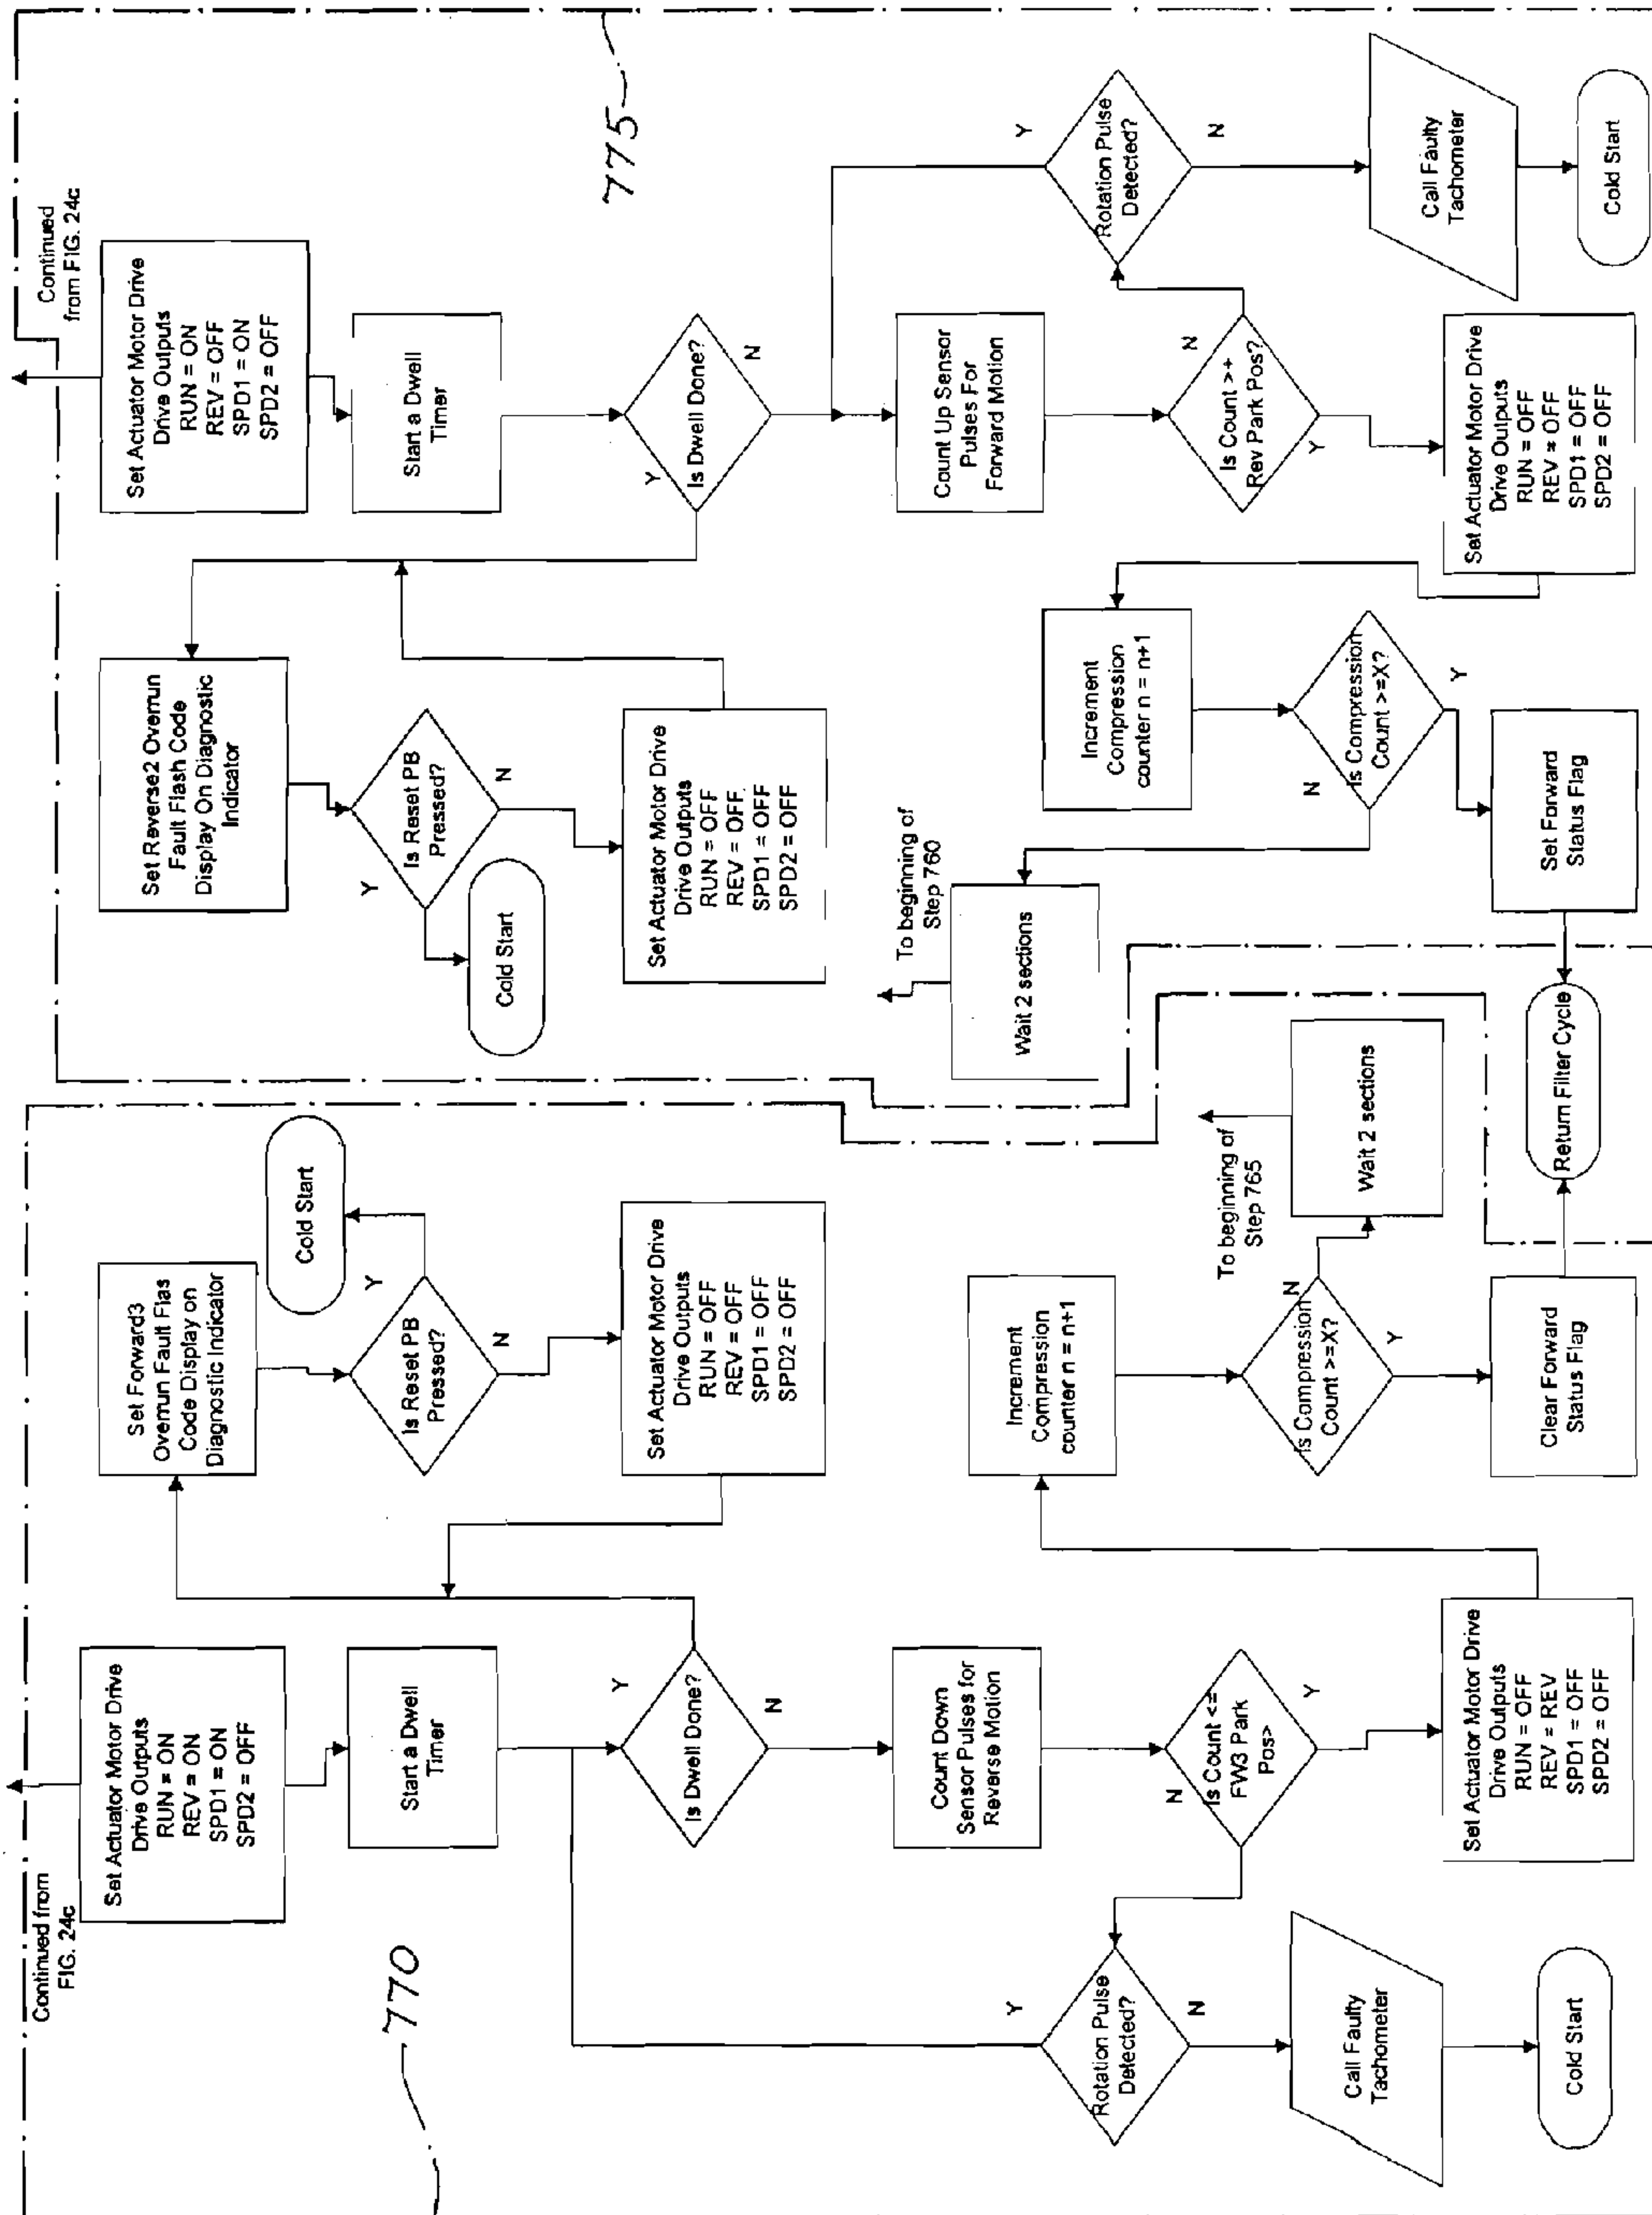 Continued from
FIG. 24c
770
Set Actuator Motor Drive
Drive Outputs
RUN = ON
REV = ON
SPD1 = ON
SPD2 = OFF
Start a Dwell
Timer
Y
Is Dwell Done?
N
Set Forward3
Overrun Fault Flas
Code Display on
Diagnostic Indicator
Is Reset PB
Pressed?
Y
N
Cold Start
Set Actuator Motor Drive
Drive Outputs
RUN = OFF
REV = OFF
SPD1 = OFF
SPD2 = OFF
Count Down
Sensor Pulses for
Reverse Motion
N
Is Count <=
FW3 Park
Pos>
Y
Y
Rotation Pulse
Detected?
N
Call Faulty
Tachometer
Cold Start
Set Actuator Motor Drive
Drive Outputs
RUN = OFF
REV = REV
SPD1 = OFF
SPD2 = OFF
Increment
Compression
counter n = n+1
Is Compression
Count >=X?
N
Y
To beginning of
Step 765
Wait 2 sections
Clear Forward
Status Flag
Return Filter Cycle
Continued
from FIG. 24c
775
Set Actuator Motor Drive
Drive Outputs
RUN = ON
REV = OFF
SPD1 = ON
SPD2 = OFF
Start a Dwell
Timer
Y
Is Dwell Done?
N
Set Reverse2 Overrun
Fault Flash Code
Display On Diagnostic
Indicator
Y
Is Reset PB
Pressed?
N
Cold Start
Set Actuator Motor Drive
Drive Outputs
RUN = OFF
REV = OFF.
SPD1 = OFF
SPD2 = OFF
Count Up Sensor
Pulses For
Forward Motion
N
Is Count >+
Rev Park Pos?
Y
Y
Rotation Pulse
Detected?
N
Call Faulty
Tachometer
Cold Start
Set Actuator Motor Drive
Drive Outputs
RUN = OFF
REV = OFF
SPD1 = OFF
SPD2 = OFF
Increment
Compression
counter n = n+1
N
Is Compression
Count >=X?
Y
To beginning of
Step 760
Wait 2 sections
Set Forward
Status Flag